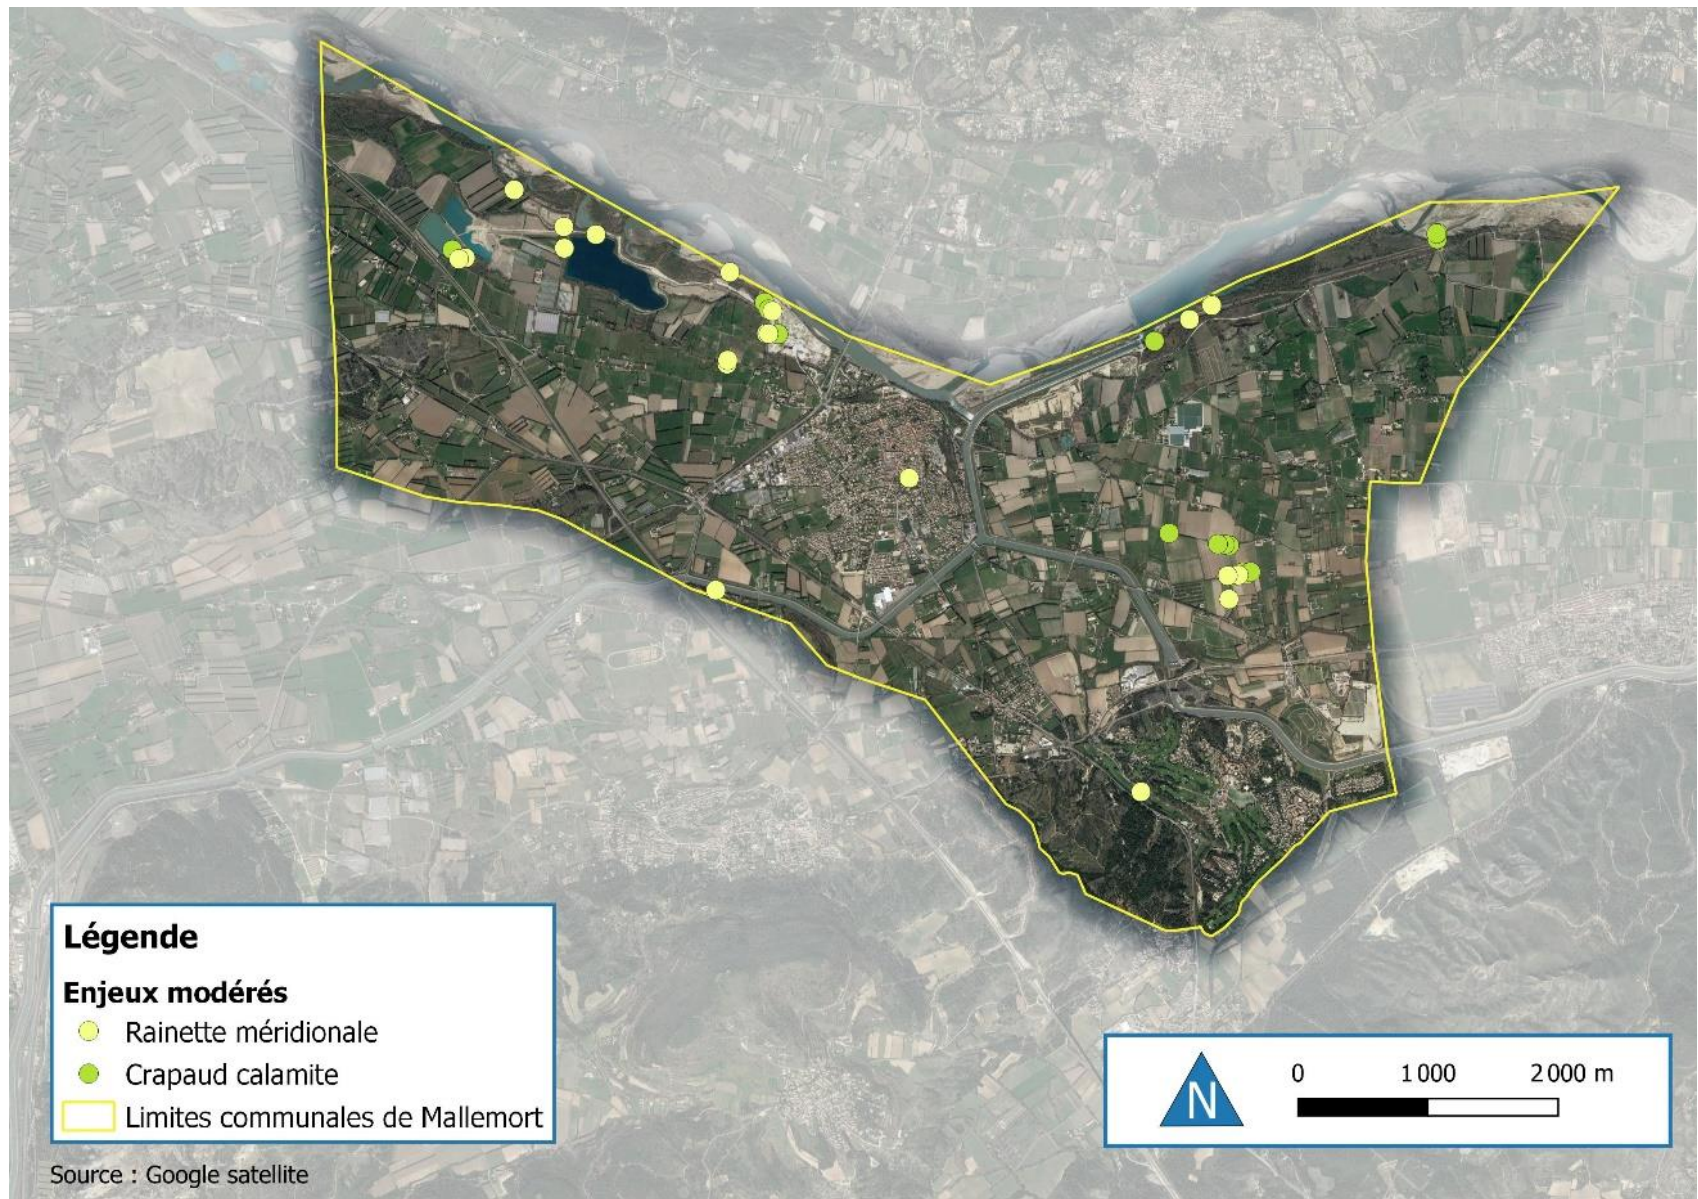 Légende
Enjeux modérés
Rainette méridionale
Crapaud calamite
Limites communales de Mallemort
Source : Google satellite
N
0 1 000 2 000 m